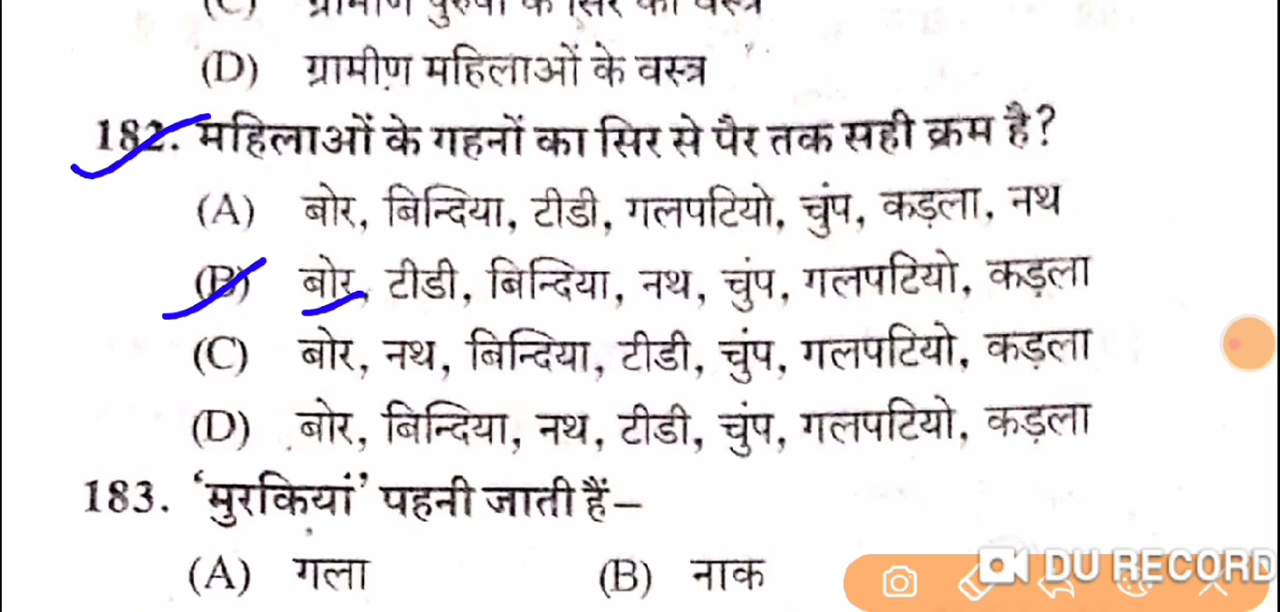 (C) ग्रामीण पुरुषों के सिर का वस्त्र
(D) ग्रामीण महिलाओं के वस्त्र
182. महिलाओं के गहनों का सिर से पैर तक सही क्रम है?
(A) बोर, बिन्दिया, टीडी, गलपटियो, चुंप, कड़ला, नथ
(B) बोर, टीडी, बिन्दिया, नथ, चुंप, गलपटियो, कड़ला
(C) बोर, नथ, बिन्दिया, टीडी, चुंप, गलपटियो, कड़ला
(D) बोर, बिन्दिया, नथ, टीडी, चुंप, गलपटियो, कड़ला
183. ‘मुरकियां’ पहनी जाती हैं–
(A) गला (B) नाक
DU RECORD